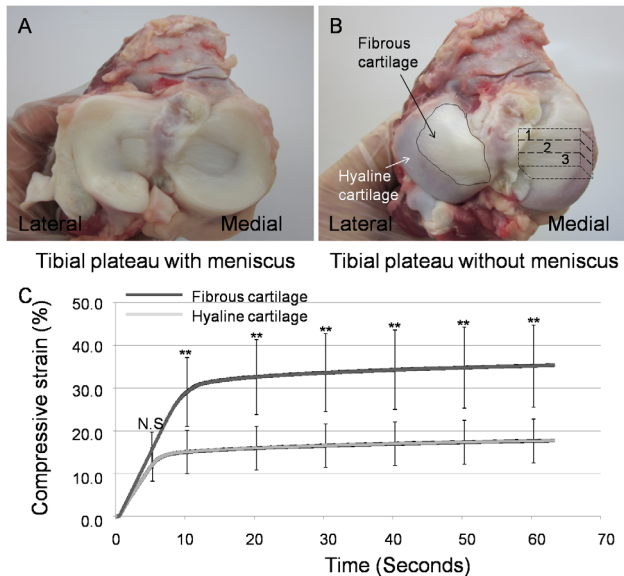 A
Lateral
Medial
Tibial plateau with meniscus
B
Fibrous
cartilage
1
2
3
Hyaline
cartilage
Lateral
Medial
Tibial plateau without meniscus
C
Fibrous cartilage
Hyaline cartilage
Compressive strain (%)
50.0
40.0
30.0
20.0
10.0
0.0
N.S
**
**
**
**
**
**
0
10
20
30
40
50
60
70
Time (Seconds)